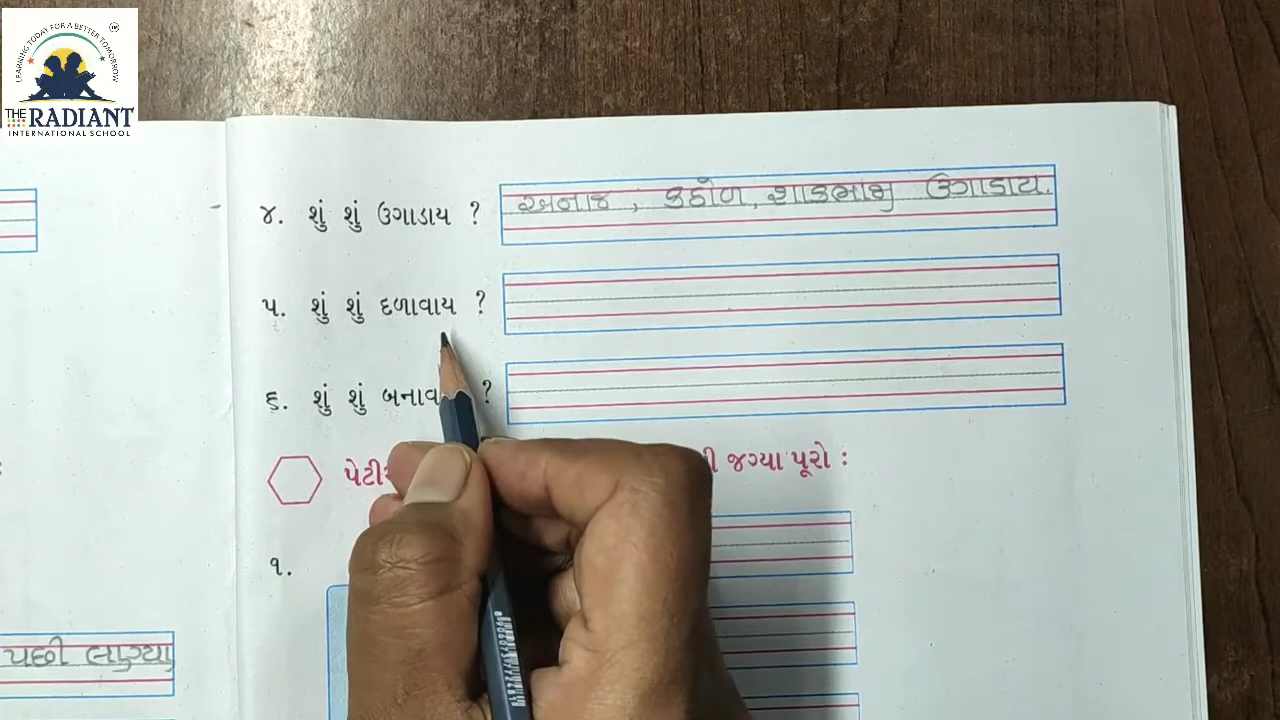 LEARNING TODAY FOR A BETTER TOMORROW
THE RADIANT
INTERNATIONAL SCHOOL
૪. શું શું ઉગાડાય ? અનાજ , કઠોળ, શાકભાજી ઉગાડાય.
૫. શું શું દળાવાય ?
૬. શું શું બનાવ ?
જગ્યા પૂરો :
૧.
પછી લાગ્યા